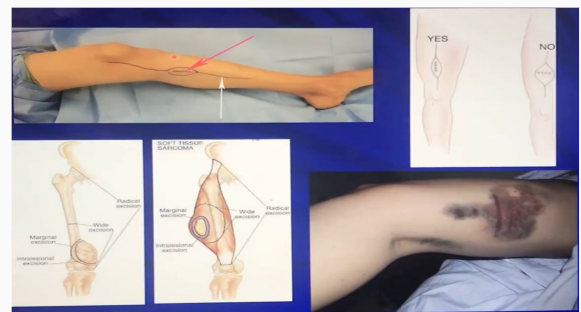 YES
NO
SOFT TISSUE
SARCOMA
Radical
excision
Wide
excision
Marginal
excision
Intralesional
excision
Marginal
excision
Wide
excision
Radical
excision
Intralesional
excision